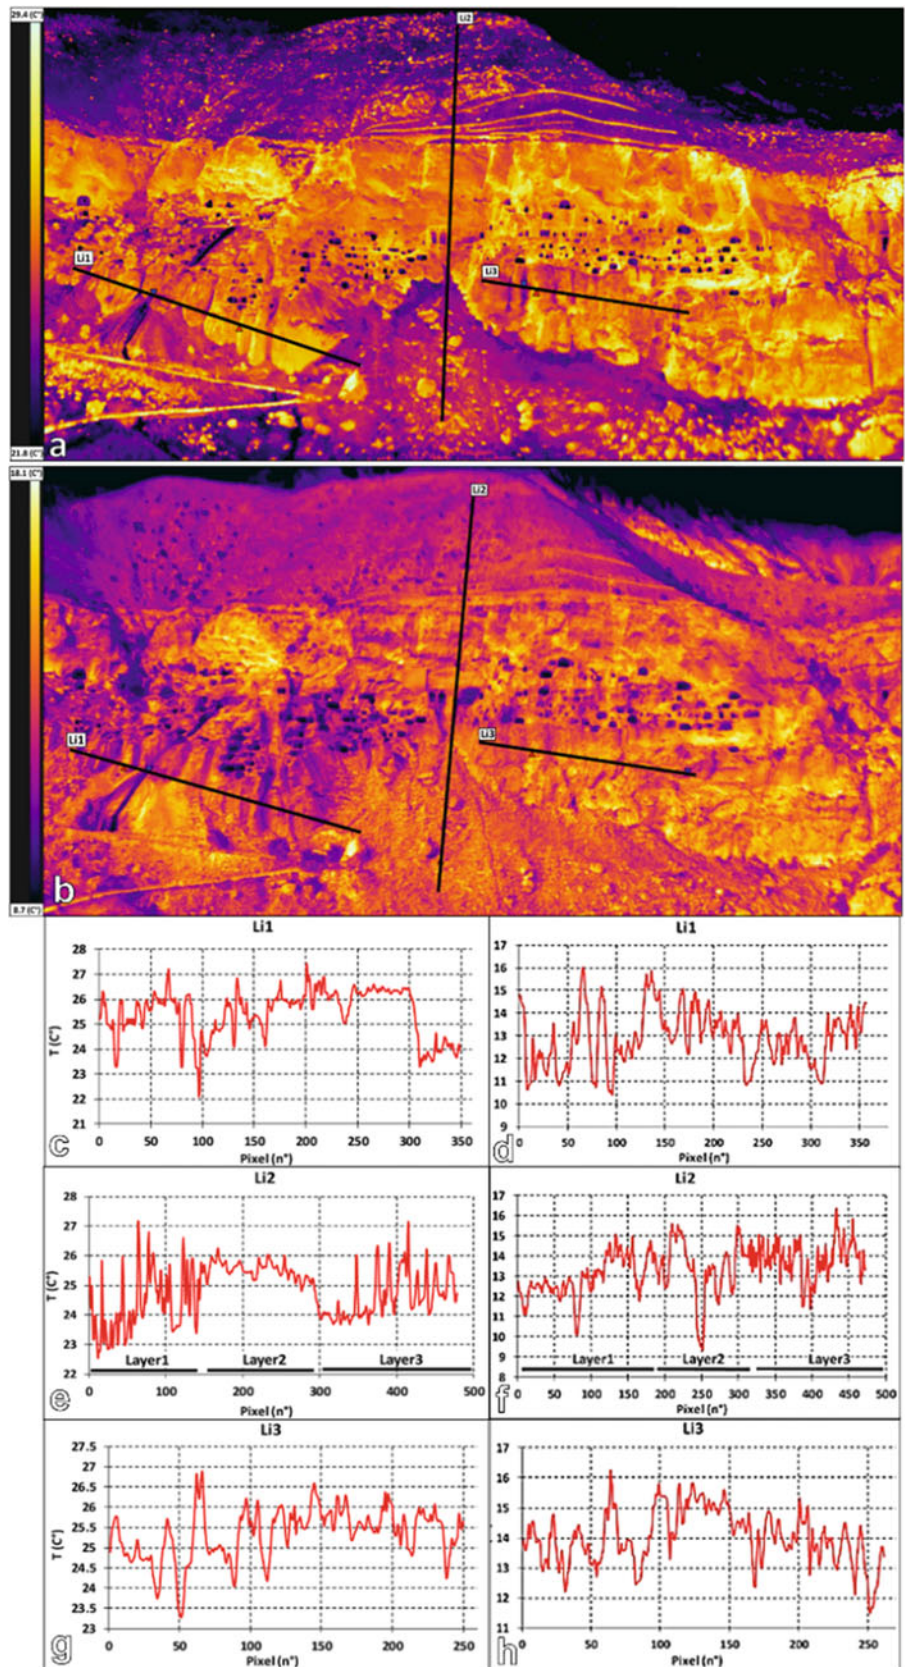 29.4 (C°)
Li2
Li1
Li3
21.8 (C°)
a
18.1 (C°)
Li2
Li1
Li3
8.7 (C°)
b
Li1
28
27
26
25
24
23
22
21
T (C°)
0 50 100 150 200 250 300 350
Pixel (n°)
c
Li1
17
16
15
14
13
12
11
10
9
0 50 100 150 200 250 300 350
Pixel (n°)
d
Li2
28
27
26
25
24
23
22
T (C°)
Layer1 Layer2 Layer3
0 100 200 300 400 500
Pixel (n°)
e
Li2
17
16
15
14
13
12
11
10
9
8
Layer1 Layer2 Layer3
0 50 100 150 200 250 300 350 400 450 500
Pixel (n°)
f
Li3
27.5
27
26.5
26
25.5
25
24.5
24
23.5
23
T (C°)
0 50 100 150 200 250
Pixel (n°)
g
Li3
17
16
15
14
13
12
11
0 50 100 150 200 250
Pixel (n°)
h